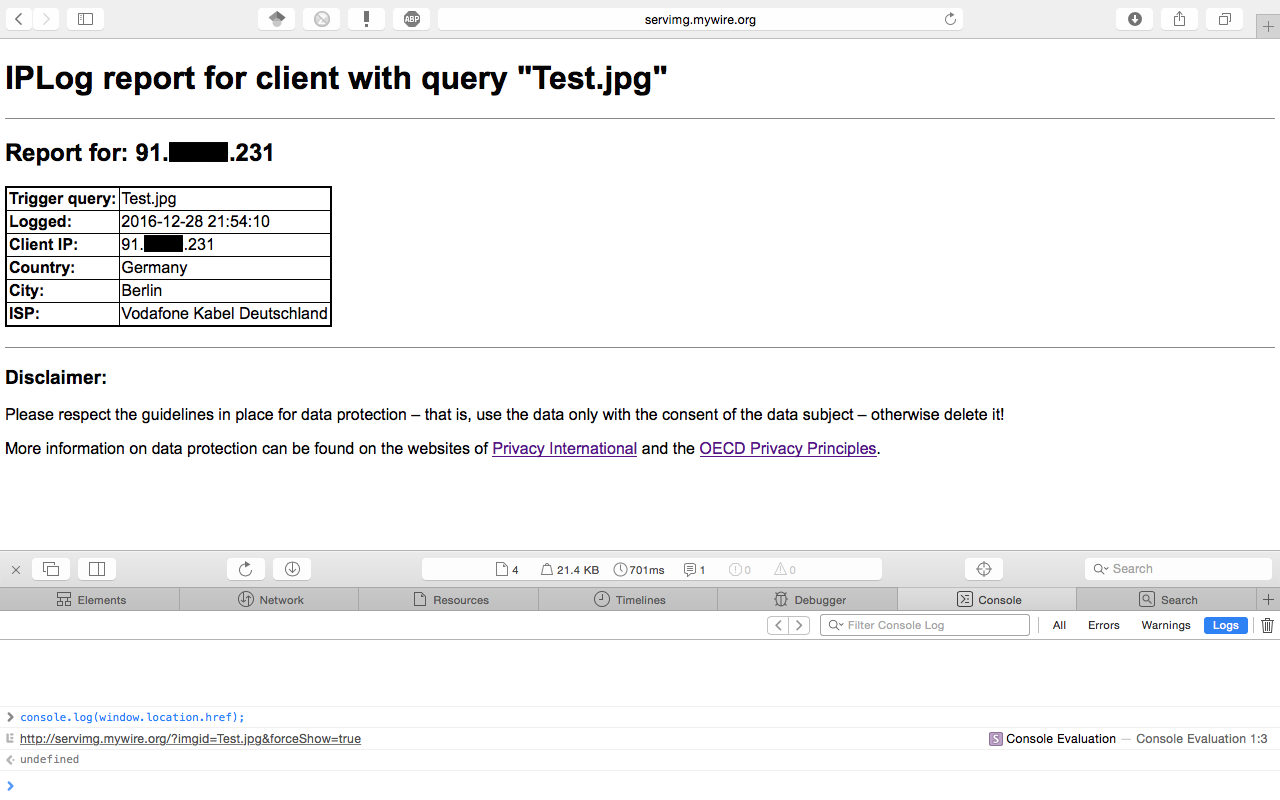 ABP
servimg.mywire.org
IPLog report for client with query "Test.jpg"
Report for: 91. .231
Trigger query: Test.jpg
Logged: 2016-12-28 21:54:10
Client IP: 91. .231
Country: Germany
City: Berlin
ISP: Vodafone Kabel Deutschland
Disclaimer:
Please respect the guidelines in place for data protection – that is, use the data only with the consent of the data subject – otherwise delete it!
More information on data protection can be found on the websites of Privacy International and the OECD Privacy Principles.
4 21.4 KB 701ms 1 0 0 Search
Elements Network Resources Timelines Debugger Console Search
Filter Console Log All Errors Warnings Logs
console.log(window.location.href);
http://servimg.mywire.org/?imgid=Test.jpg&forceShow=true S Console Evaluation — Console Evaluation 1:3
undefined